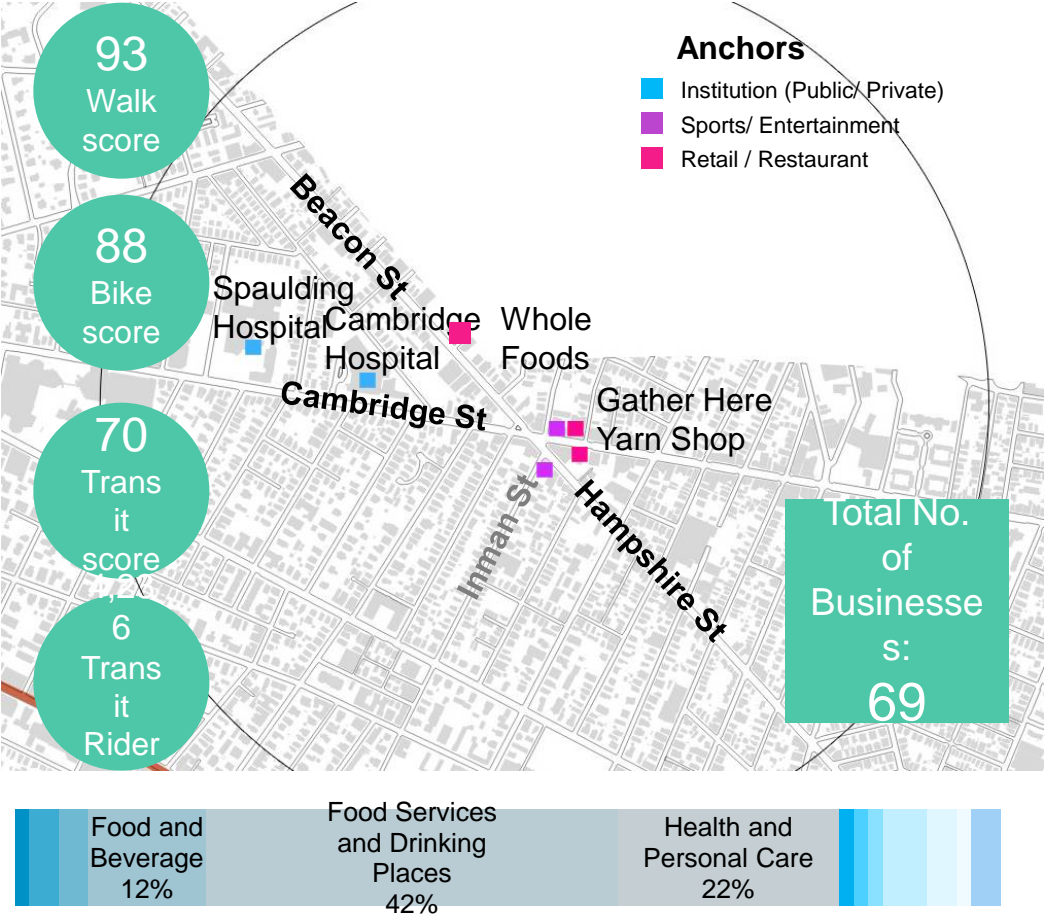 93
Walk
score
88
Bike
score
70
Trans
it
score
6
Trans
it
Rider
Anchors
Institution (Public/ Private)
Sports/ Entertainment
Retail / Restaurant
Beacon St
Spaulding
Hospital
Cambridge
Hospital
Whole
Foods
Cambridge St
Gather Here
Yarn Shop
Inman St
Hampshire St
Total No.
of
Businesse
s:
69
Food and
Beverage
12%
Food Services
and Drinking
Places
42%
Health and
Personal Care
22%